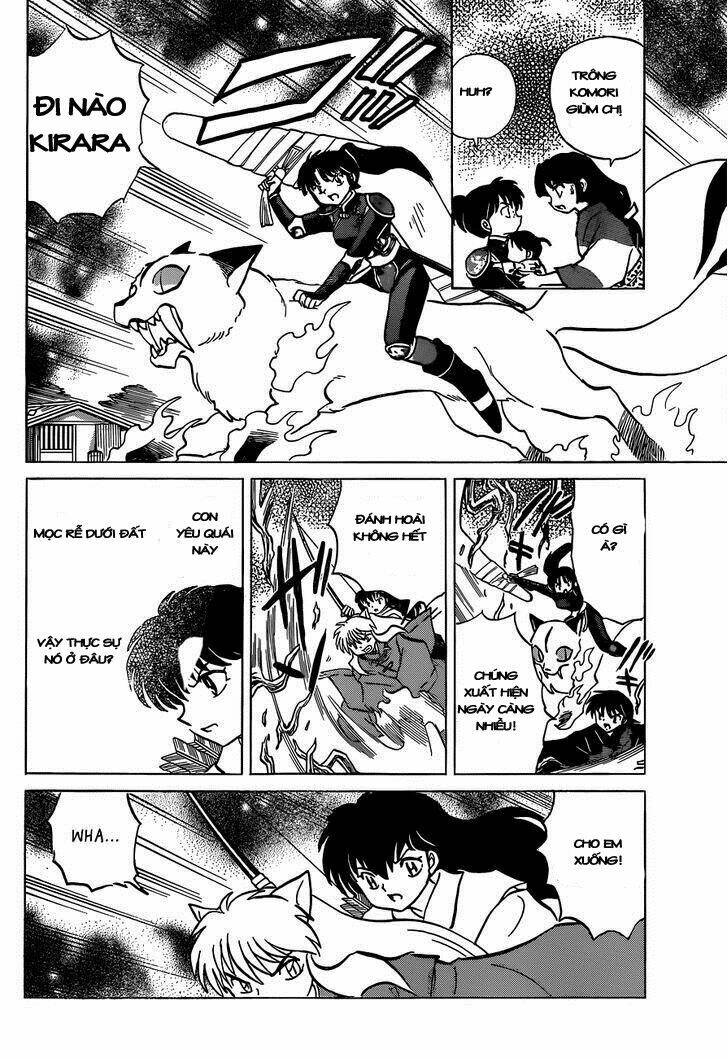 TRÔNG
KOMORI
GIÙM CHỊ
HUH?
ĐI NÀO
KIRARA
CÓ GÌ
À?
CHÚNG
XUẤT HIỆN
NGÀY CÀNG
NHIỀU!
ĐÁNH HOÀI
KHÔNG HẾT
CON
YÊU QUÁI
NÀY
MỌC RỄ DƯỚI ĐẤT
VẬY THỰC SỰ
NÓ Ở ĐÂU?
CHO EM
XUỐNG!
WHA...